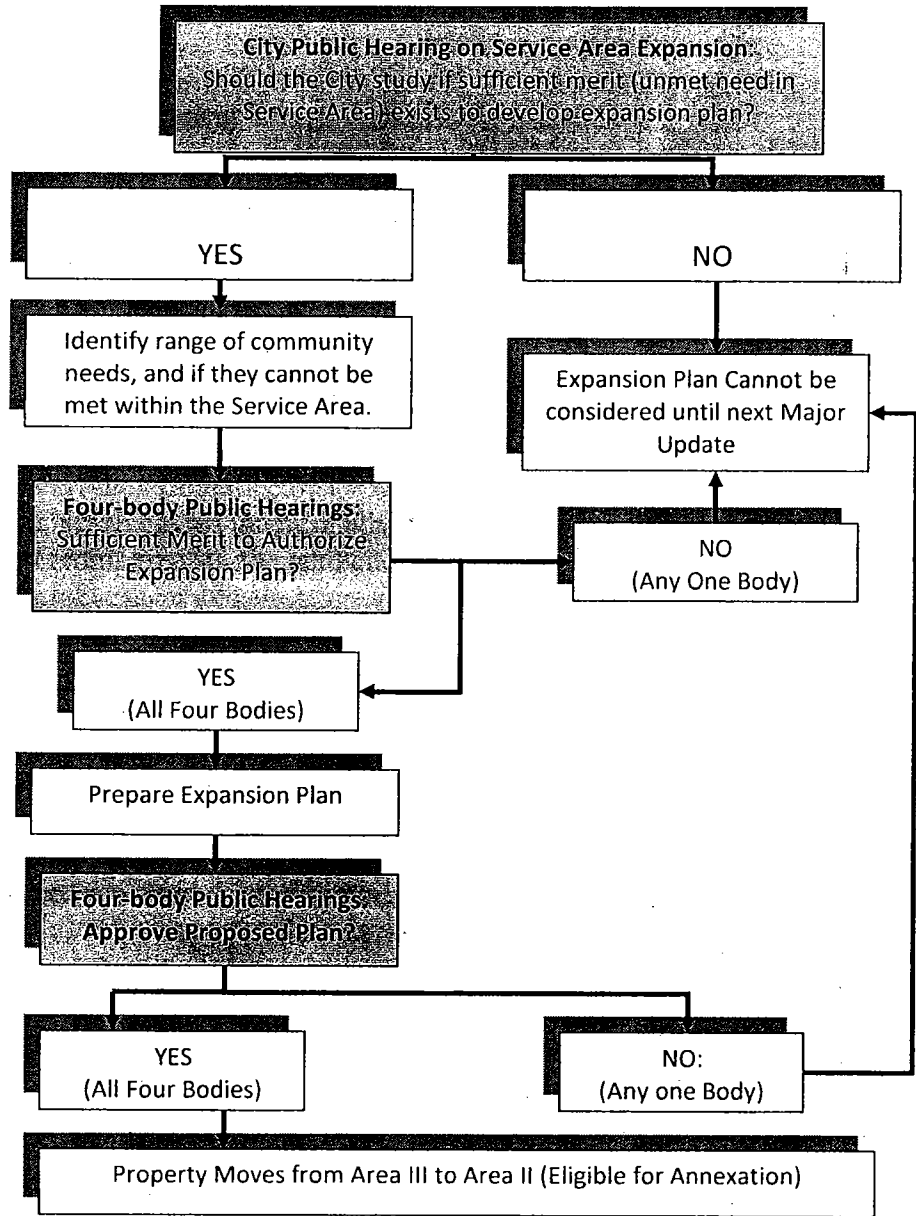 City Public Hearing on Service Area Expansion:
Should the City study if Sufficient merit (unmet need in
Service Area) exists to develop expansion plan?
YES
NO
Identify range of community
needs, and if they cannot be
met within the Service Area.
Expansion Plan Cannot be
considered until next Major
Update
Four-body Public Hearings:
Sufficient Merit to Authorize
Expansion Plan?
NO
(Any One Body)
YES
(All Four Bodies)
Prepare Expansion Plan
Four-body Public Hearings:
Approve Proposed Plan?
YES
(All Four Bodies)
NO:
(Any one Body)
Property Moves from Area III to Area II (Eligible for Annexation)